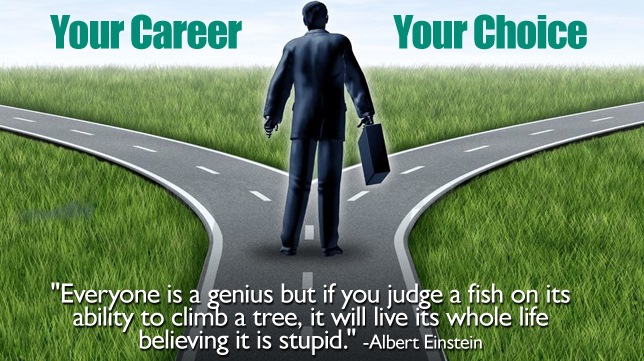 Your Career Your Choice
"Everyone is a genius but if you judge a fish on its
ability to climb a tree, it will live its whole life
believing it is stupid." -Albert Einstein